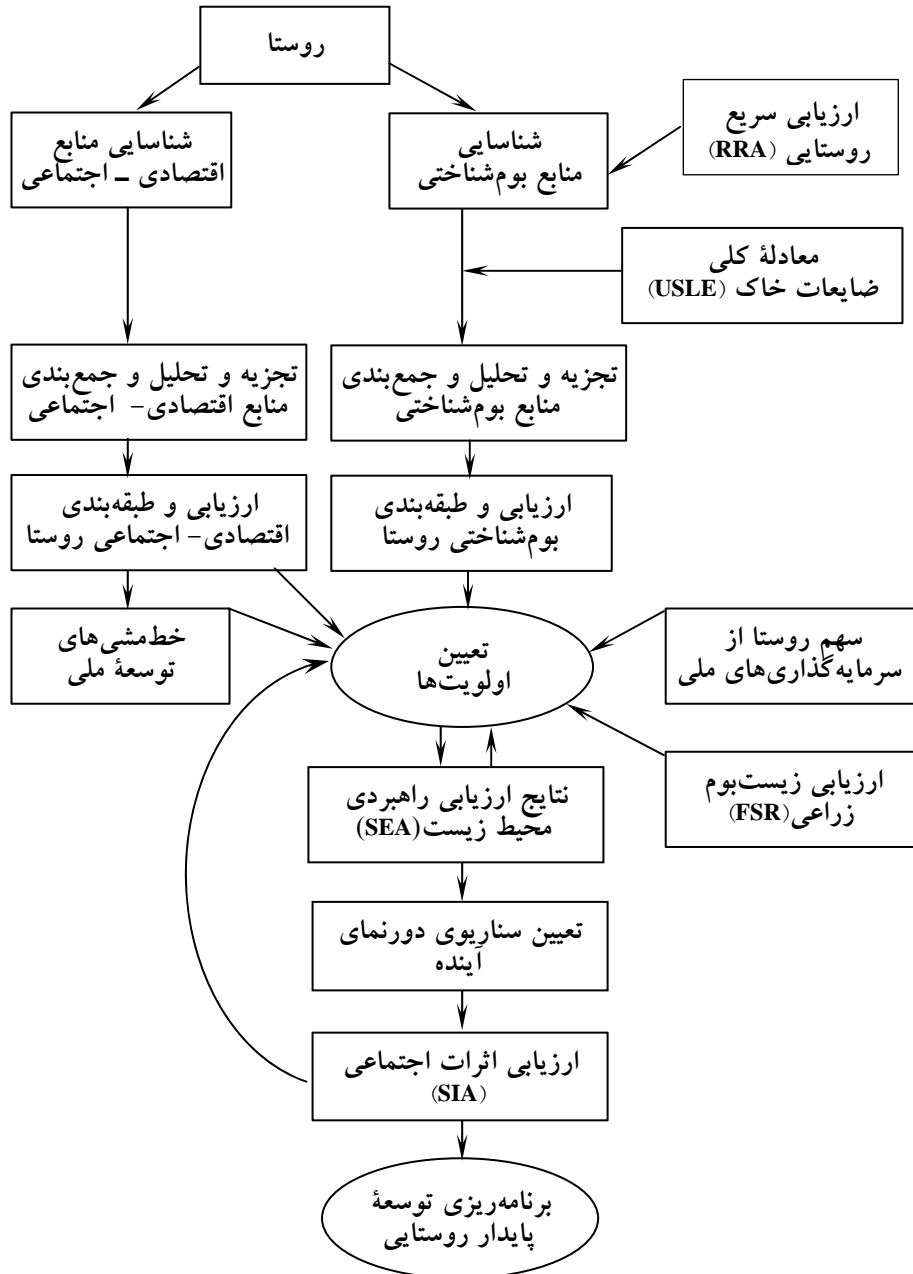 روستا
ارزیابی سریع
روستایی (RRA)
شناسایی
منابع بوم‌شناختی
شناسایی منابع
اقتصادی ـ اجتماعی
معادلۀ کلی
ضایعات خاک (USLE)
تجزیه و تحلیل و جمع‌بندی
منابع بوم‌شناختی
تجزیه و تحلیل و جمع‌بندی
منابع اقتصادی- اجتماعی
ارزیابی و طبقه‌بندی
بوم‌شناختی روستا
ارزیابی و طبقه‌بندی
اقتصادی- اجتماعی روستا
سهم روستا از
سرمایه‌گذاری‌های ملی
تعیین
اولویت‌ها
خط‌مشی‌های
توسعۀ ملی
ارزیابی زیست‌بوم
زراعی(FSR)
نتایج ارزیابی راهبردی
محیط زیست(SEA)
تعیین سناریوی دورنمای
آینده
ارزیابی اثرات اجتماعی
(SIA)
برنامه‌ریزی توسعۀ
پایدار روستایی